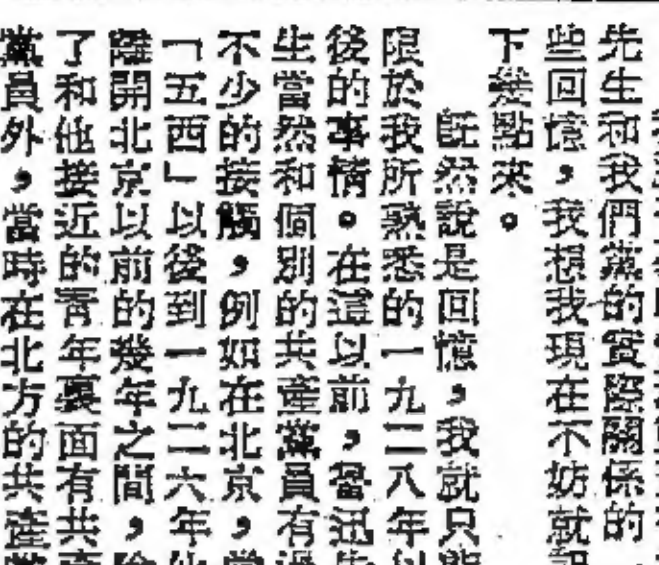 先生和我們黨的實際關係的
些回憶，我想我現在不妨就
下幾點來。
既然說是回憶，我就只能
限於我所熟悉的一九二八年以
後的事情。在這以前，魯迅先
生當然和個別的共產黨員有過
不少的接觸，例如在北京，當
「五四」以後到一九二六年他
離開北京以前的幾年之間，除
了和他接近的青年裏面有共產
黨員外，當時在北方的共產黨